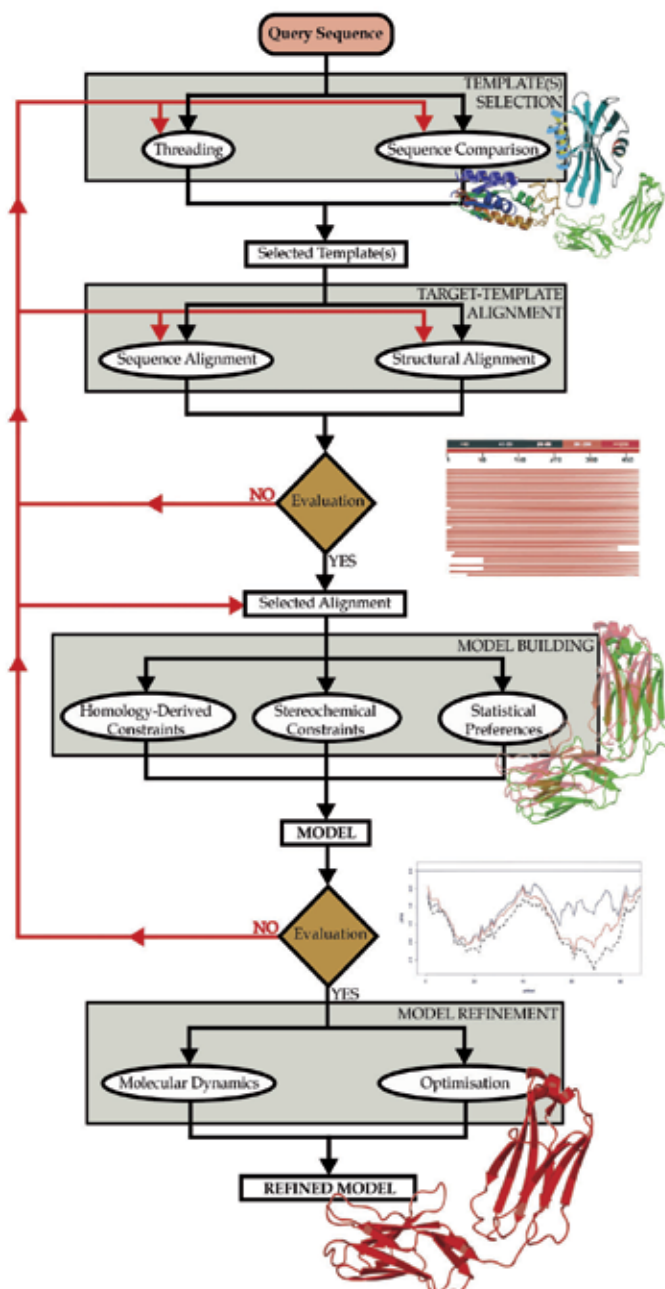 Query Sequence
TEMPLATE(S)
SELECTION
Threading
Sequence Comparison
Selected Template(s)
TARGET-TEMPLATE
ALIGNMENT
Sequence Alignment
Structural Alignment
NO
Evaluation
YES
Selected Alignment
MODEL BUILDING
Homology-Derived
Constraints
Stereochemical
Constraints
Statistical
Preferences
MODEL
NO
Evaluation
YES
MODEL REFINEMENT
Molecular Dynamics
Optimisation
REFINED MODEL